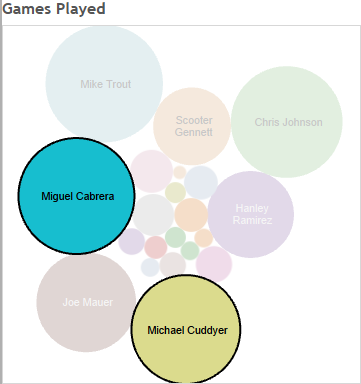 Games Played
Mike Trout
Scooter
Gennett
Chris Johnson
Miguel Cabrera
Hanley
Ramirez
Joe Mauer
Michael Cuddyer